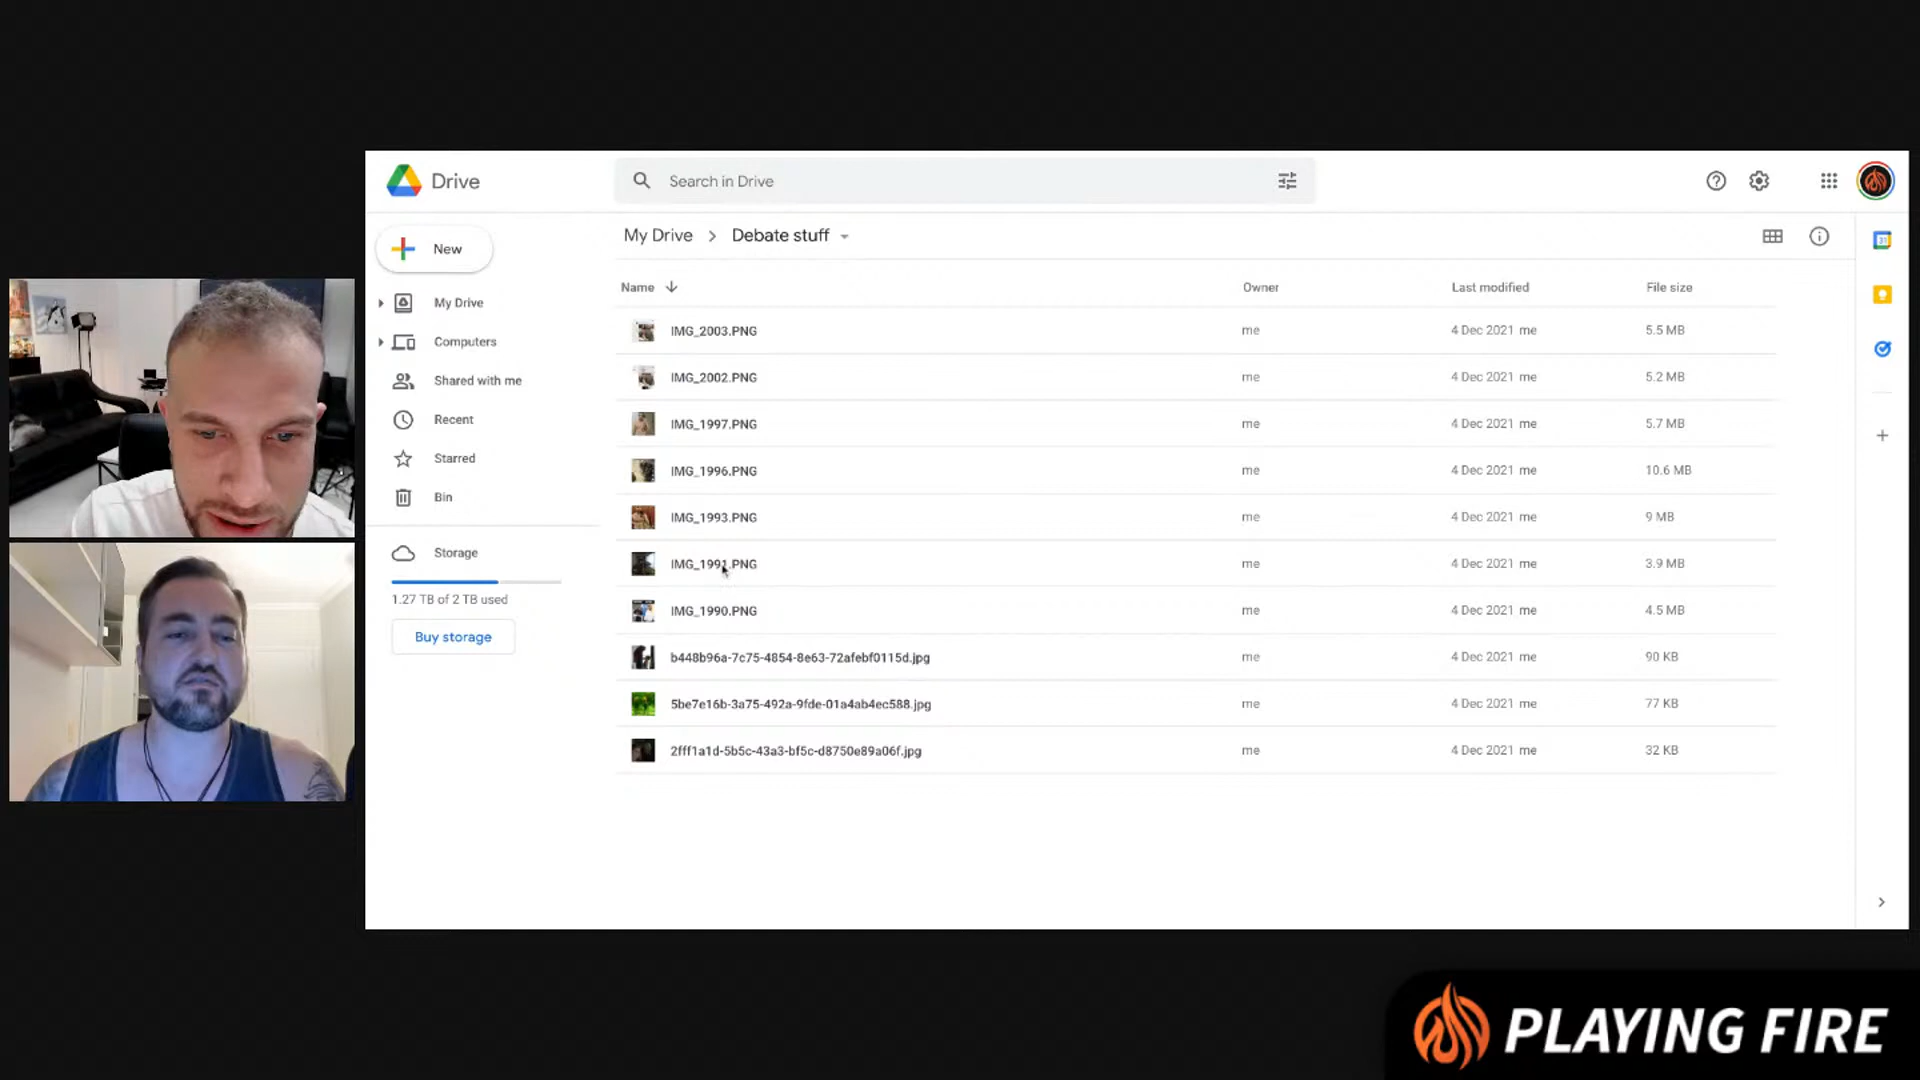 Drive
Search in Drive
New
My Drive > Debate stuff
31
My Drive
Computers
Shared with me
Recent
Starred
Bin
Storage
1.27 TB of 2 TB used
Buy storage
Name Owner Last modified File size
IMG_2003.PNG me 4 Dec 2021 me 5.5 MB
IMG_2002.PNG me 4 Dec 2021 me 5.2 MB
IMG_1997.PNG me 4 Dec 2021 me 5.7 MB
IMG_1996.PNG me 4 Dec 2021 me 10.6 MB
IMG_1993.PNG me 4 Dec 2021 me 9 MB
IMG_1991.PNG me 4 Dec 2021 me 3.9 MB
IMG_1990.PNG me 4 Dec 2021 me 4.5 MB
b448b96a-7c75-4854-8e63-72afebf0115d.jpg me 4 Dec 2021 me 90 KB
5be7e16b-3a75-492a-9fde-01a4ab4ec588.jpg me 4 Dec 2021 me 77 KB
2fff1a1d-5b5c-43a3-bf5c-d8750e89a06f.jpg me 4 Dec 2021 me 32 KB
PLAYING FIRE